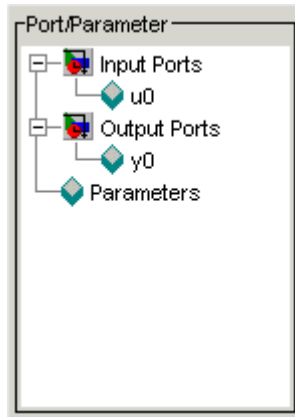 Port/Parameter
Input Ports
u0
Output Ports
y0
Parameters